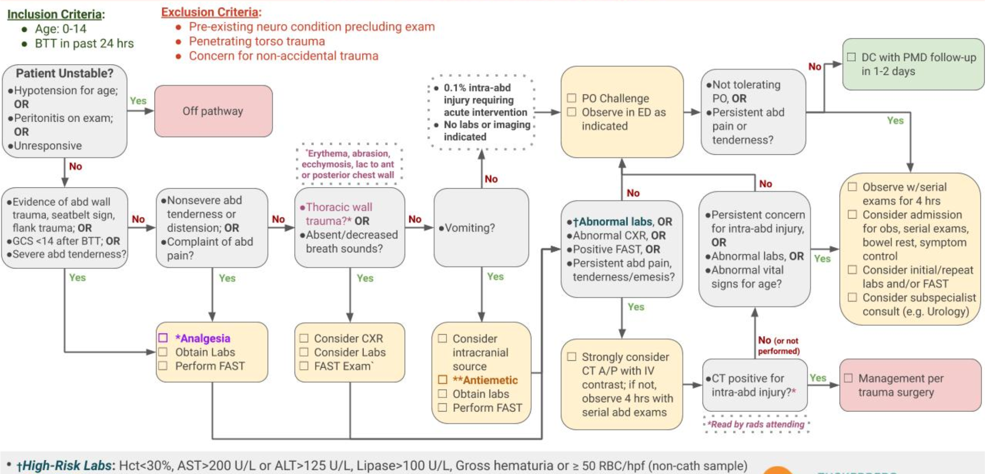 Inclusion Criteria:
● Age: 0-14
● BTT in past 24 hrs
Exclusion Criteria:
● Pre-existing neuro condition precluding exam
● Penetrating torso trauma
● Concern for non-accidental trauma
Patient Unstable?
●Hypotension for age;
OR
●Peritonitis on exam;
OR
●Unresponsive
Yes
Off pathway
No
●Evidence of abd wall
trauma, seatbelt sign,
flank trauma; OR
●GCS <14 after BTT; OR
●Severe abd tenderness?
Yes
No
●Nonsevere abd
tenderness or
distension; OR
●Complaint of abd
pain?
Yes
☐ *Analgesia
☐ Obtain Labs
☐ Perform FAST
No
*Erythema, abrasion,
ecchymosis, lac to ant
or posterior chest wall
●Thoracic wall
trauma?* OR
●Absent/decreased
breath sounds?
Yes
☐ Consider CXR
☐ Consider Labs
☐ FAST Exam`
No
●Vomiting?
Yes
☐ Consider
intracranial
source
☐ **Antiemetic
☐ Obtain labs
☐ Perform FAST
No
● 0.1% intra-abd
injury requiring
acute intervention
● No labs or imaging
indicated
☐ PO Challenge
☐ Observe in ED as
indicated
●Not tolerating
PO, OR
●Persistent abd
pain or
tenderness?
No
☐ DC with PMD follow-up
in 1-2 days
Yes
No
●†Abnormal labs, OR
●Abnormal CXR, OR
●Positive FAST, OR
●Persistent abd pain,
tenderness/emesis?
Yes
☐ Strongly consider
CT A/P with IV
contrast; if not,
observe 4 hrs with
serial abd exams
No
●Persistent concern
for intra-abd injury,
OR
●Abnormal labs, OR
●Abnormal vital
signs for age?
Yes
☐ Observe w/serial
exams for 4 hrs
☐ Consider admission
for obs, serial exams,
bowel rest, symptom
control
☐ Consider initial/repeat
labs and/or FAST
☐ Consider subspecialist
consult (e.g. Urology)
No (or not
performed)
●CT positive for
intra-abd injury?*
Yes
☐ Management per
trauma surgery
*Read by rads attending
• †High-Risk Labs: Hct<30%, AST>200 U/L or ALT>125 U/L, Lipase>100 U/L, Gross hematuria or ≥ 50 RBC/hpf (non-cath sample)